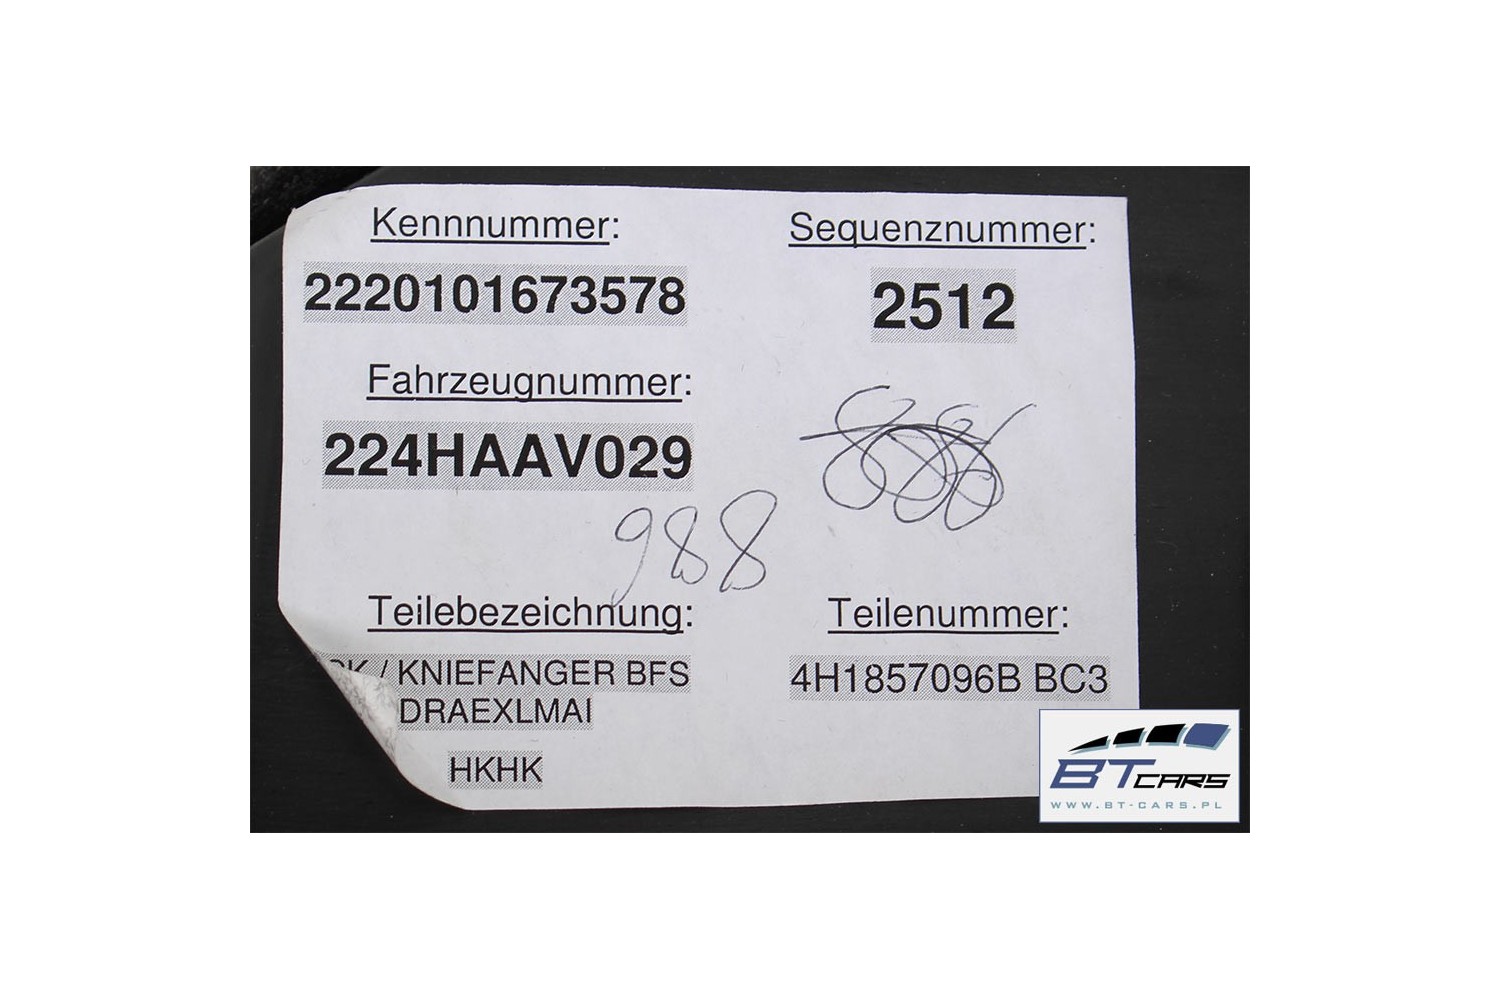 Kennnummer:
2220101673578
Sequenznummer:
2512
Fahrzeugnummer:
224HAAV029
988
Teilebezeichnung:
/ KNIEFANGER BFS
DRAEXLMAI
HKHK
Teilenummer:
4H1857096B BC3
BT CARS
WWW.BT-CARS.PL